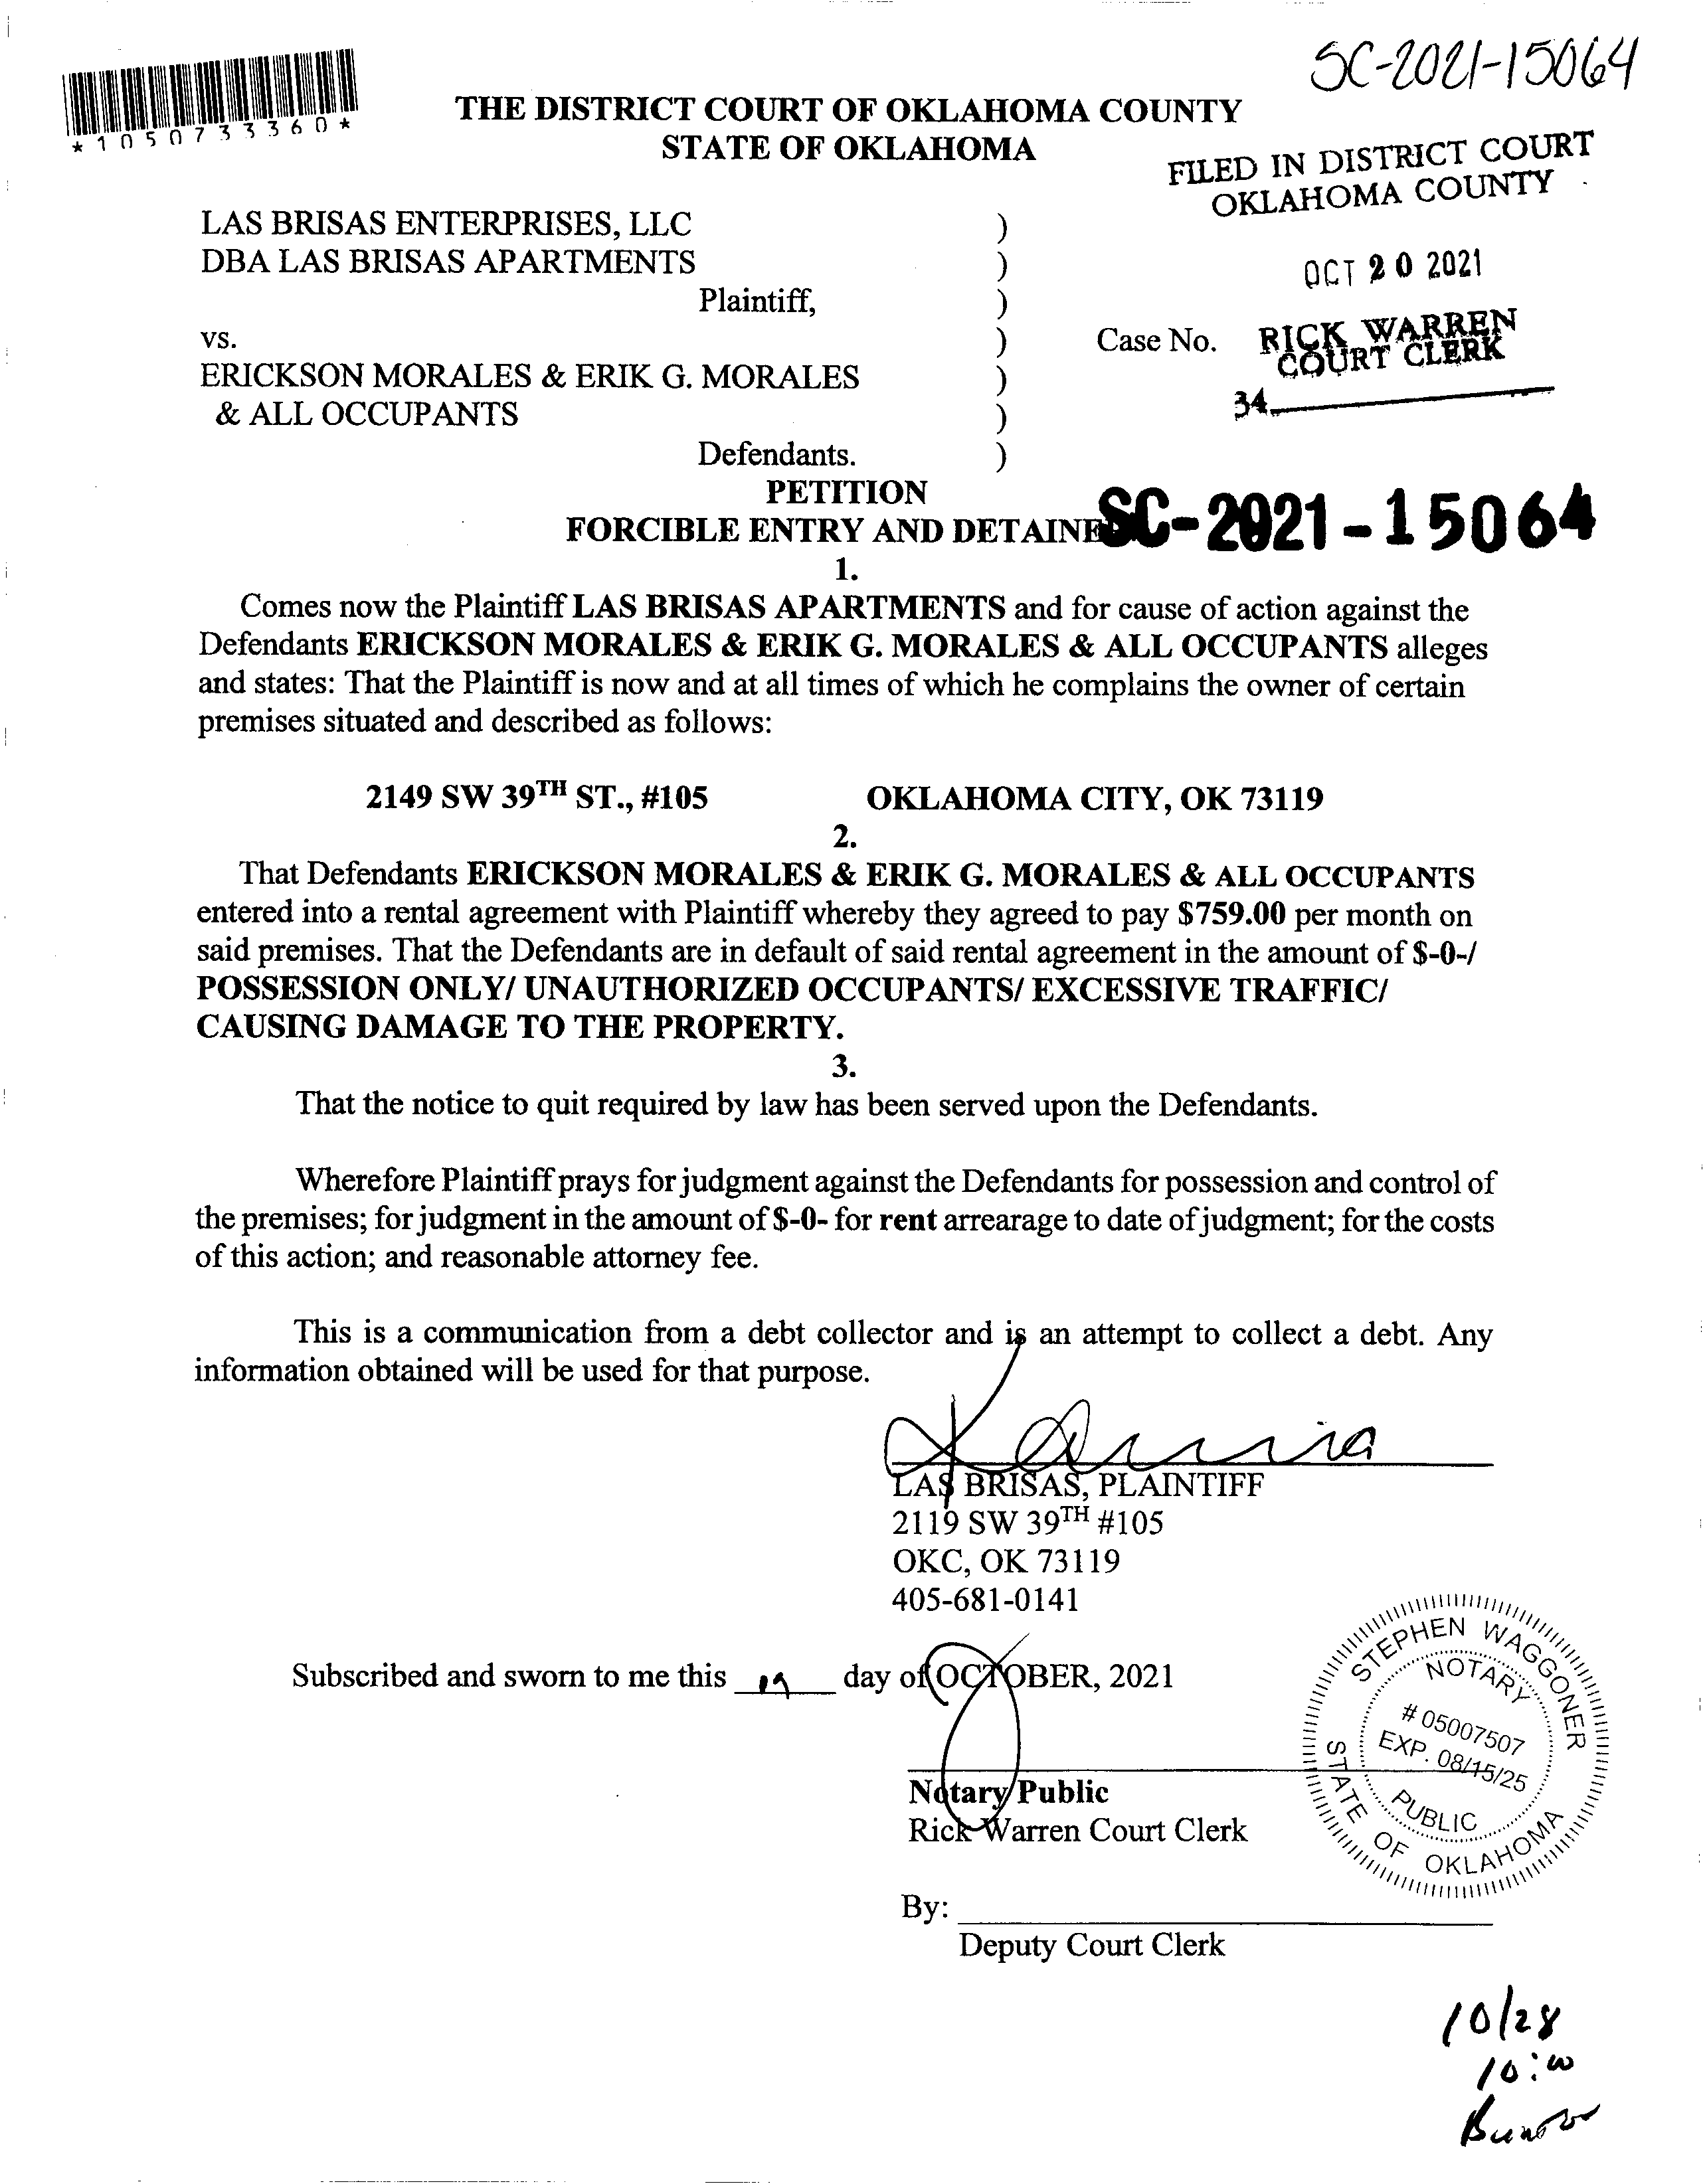 SC-2021-15064
*1050733360*
THE DISTRICT COURT OF OKLAHOMA COUNTY
STATE OF OKLAHOMA
FILED IN DISTRICT COURT
OKLAHOMA COUNTY
LAS BRISAS ENTERPRISES, LLC )
DBA LAS BRISAS APARTMENTS )
OCT 20 2021
Plaintiff, )
vs. ) Case No. RICK WARREN
COURT CLERK
ERICKSON MORALES & ERIK G. MORALES )
34
& ALL OCCUPANTS )
Defendants. )
PETITION
FORCIBLE ENTRY AND DETAINE SC-2021-15064
1.
Comes now the Plaintiff LAS BRISAS APARTMENTS and for cause of action against the
Defendants ERICKSON MORALES & ERIK G. MORALES & ALL OCCUPANTS alleges
and states: That the Plaintiff is now and at all times of which he complains the owner of certain
premises situated and described as follows:
2149 SW 39TH ST., #105 OKLAHOMA CITY, OK 73119
2.
That Defendants ERICKSON MORALES & ERIK G. MORALES & ALL OCCUPANTS
entered into a rental agreement with Plaintiff whereby they agreed to pay $759.00 per month on
said premises. That the Defendants are in default of said rental agreement in the amount of $-0-/
POSSESSION ONLY/ UNAUTHORIZED OCCUPANTS/ EXCESSIVE TRAFFIC/
CAUSING DAMAGE TO THE PROPERTY.
3.
That the notice to quit required by law has been served upon the Defendants.
Wherefore Plaintiff prays for judgment against the Defendants for possession and control of
the premises; for judgment in the amount of $-0- for rent arrearage to date of judgment; for the costs
of this action; and reasonable attorney fee.
This is a communication from a debt collector and is an attempt to collect a debt. Any
information obtained will be used for that purpose.
LAS BRISAS, PLAINTIFF
2119 SW 39TH #105
OKC, OK 73119
405-681-0141
Subscribed and sworn to me this 19 day of OCTOBER, 2021
STEPHEN WAGGONER
NOTARY
# 05007507
EXP. 08/15/25
PUBLIC
STATE OF OKLAHOMA
Notary Public
Rick Warren Court Clerk
By:
Deputy Court Clerk
10/28
10:00